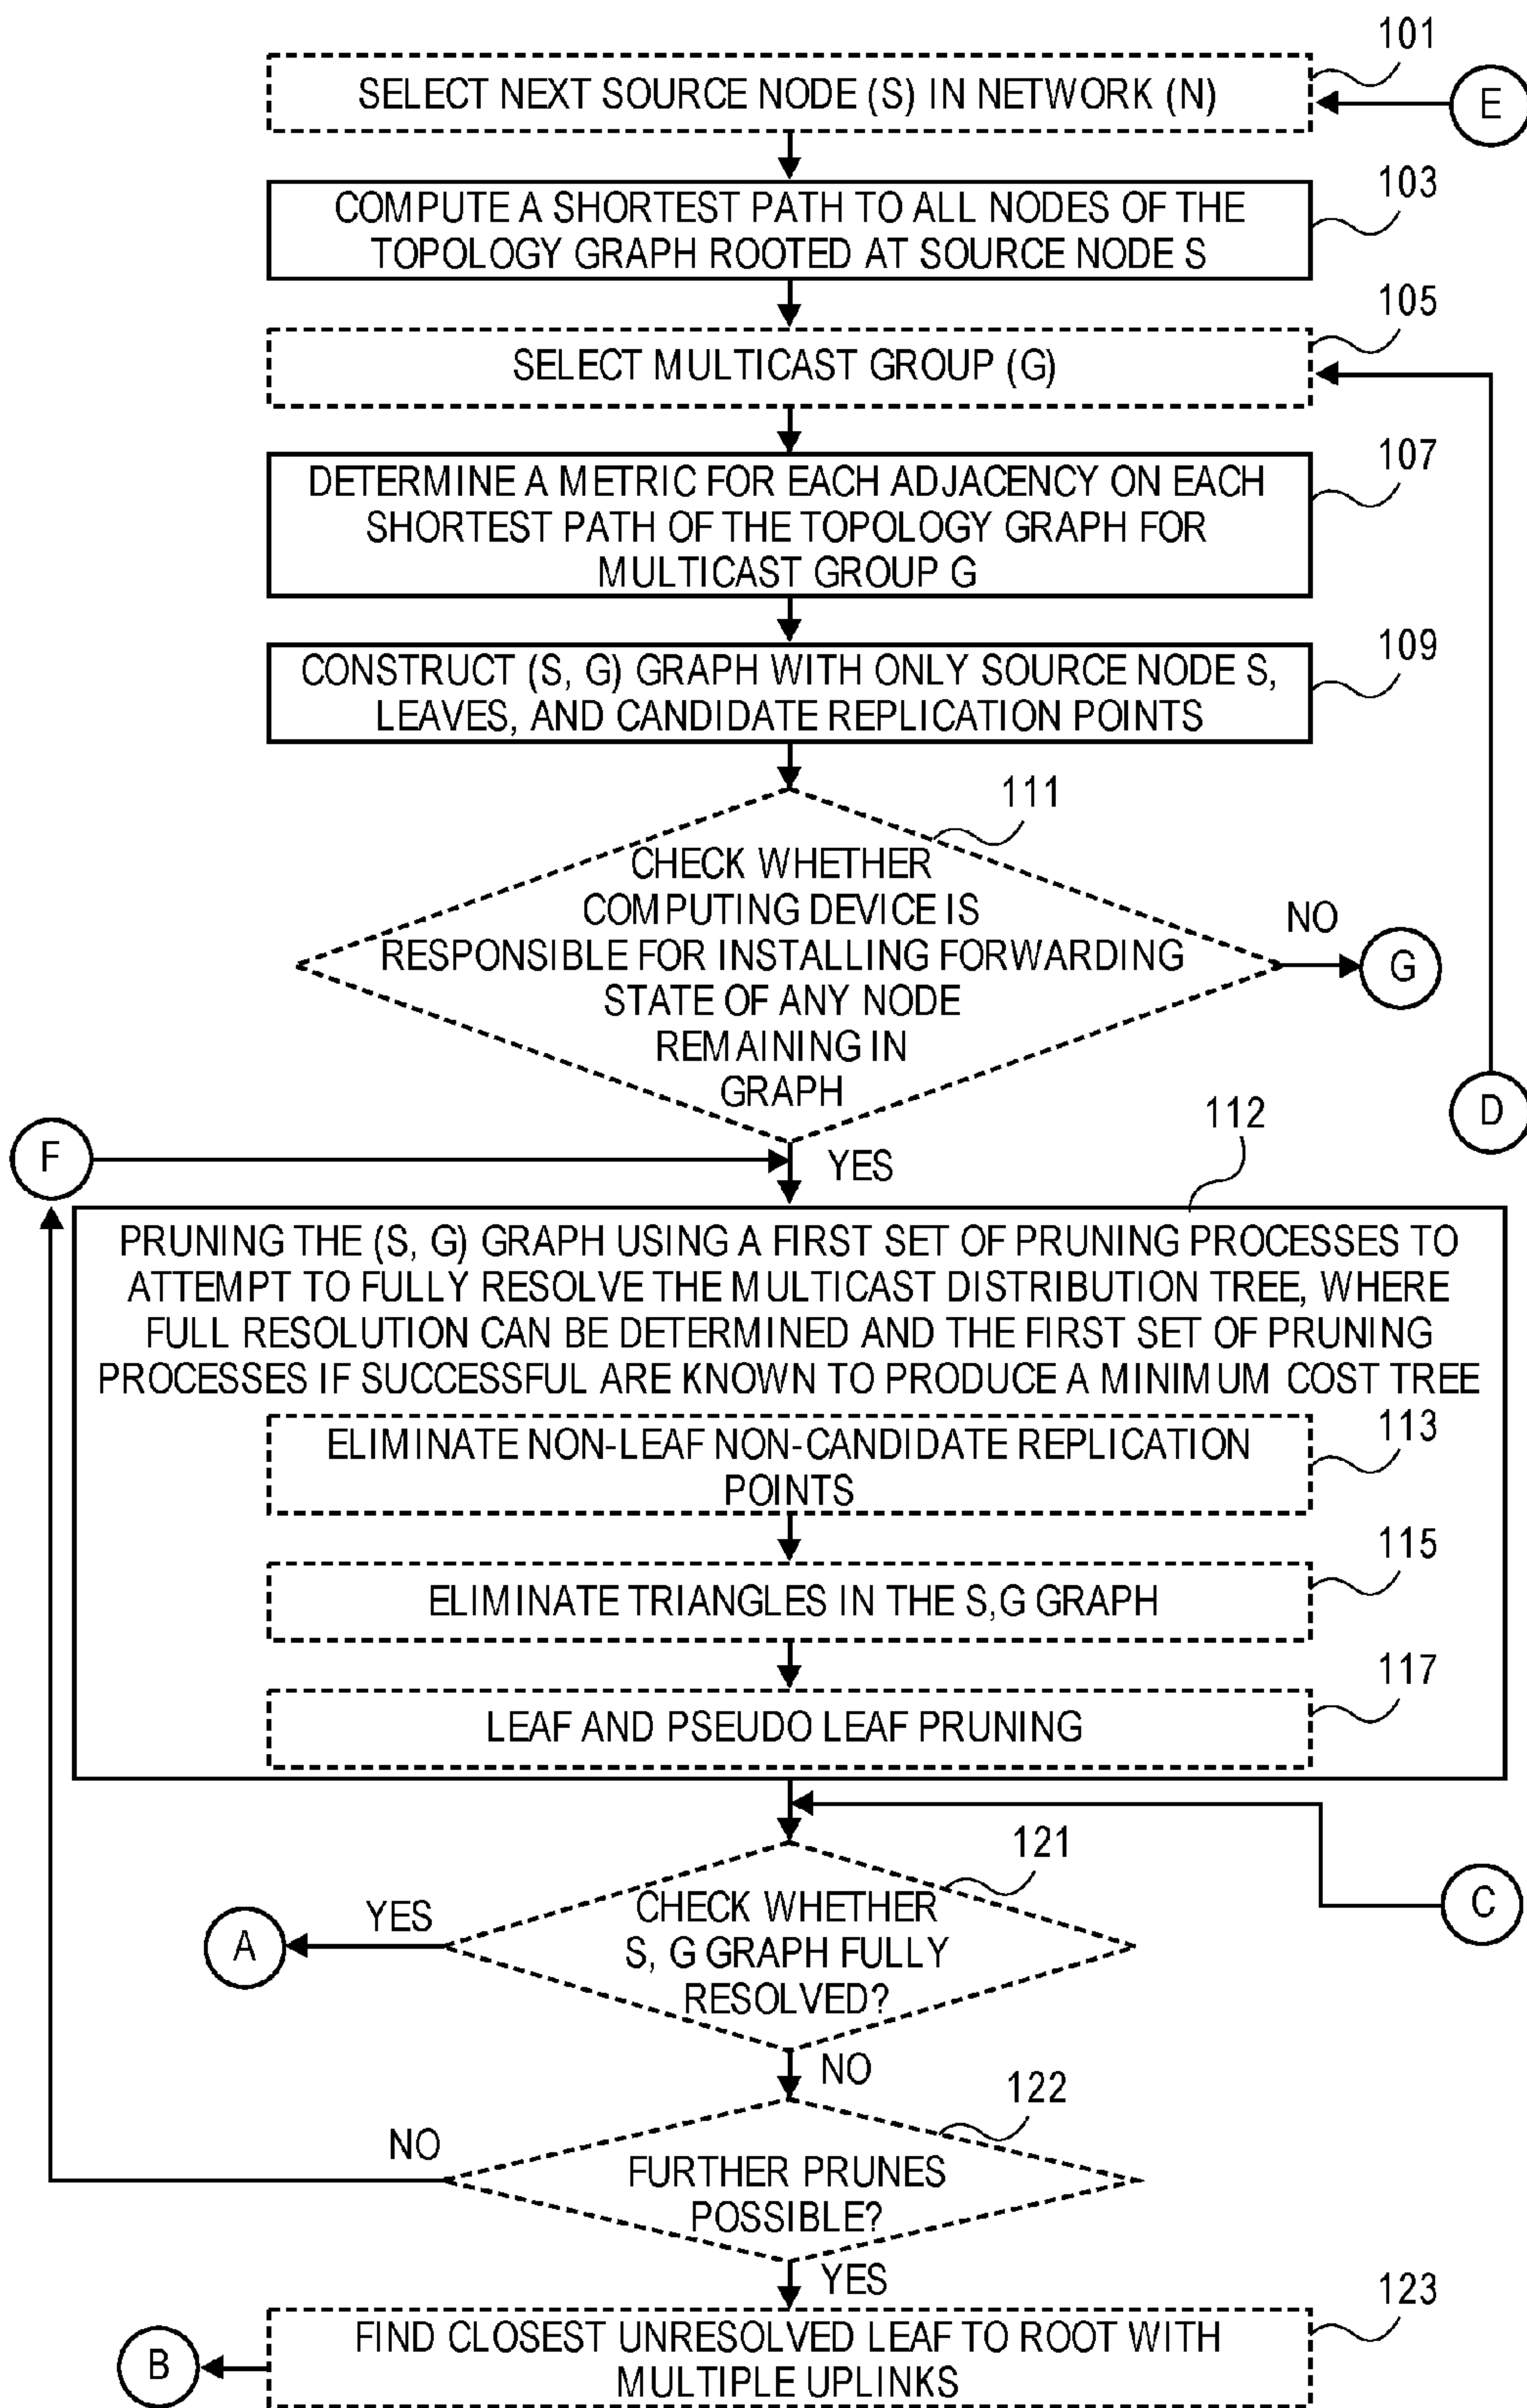 101
SELECT NEXT SOURCE NODE (S) IN NETWORK (N)
E
103
COMPUTE A SHORTEST PATH TO ALL NODES OF THE
TOPOLOGY GRAPH ROOTED AT SOURCE NODE S
105
SELECT MULTICAST GROUP (G)
107
DETERMINE A METRIC FOR EACH ADJACENCY ON EACH
SHORTEST PATH OF THE TOPOLOGY GRAPH FOR
MULTICAST GROUP G
109
CONSTRUCT (S, G) GRAPH WITH ONLY SOURCE NODE S,
LEAVES, AND CANDIDATE REPLICATION POINTS
111
CHECK WHETHER
COMPUTING DEVICE IS
RESPONSIBLE FOR INSTALLING FORWARDING
STATE OF ANY NODE
REMAINING IN
GRAPH
NO
G
D
F
YES
112
PRUNING THE (S, G) GRAPH USING A FIRST SET OF PRUNING PROCESSES TO
ATTEMPT TO FULLY RESOLVE THE MULTICAST DISTRIBUTION TREE, WHERE
FULL RESOLUTION CAN BE DETERMINED AND THE FIRST SET OF PRUNING
PROCESSES IF SUCCESSFUL ARE KNOWN TO PRODUCE A MINIMUM COST TREE
113
ELIMINATE NON-LEAF NON-CANDIDATE REPLICATION
POINTS
115
ELIMINATE TRIANGLES IN THE S,G GRAPH
117
LEAF AND PSEUDO LEAF PRUNING
121
CHECK WHETHER
S, G GRAPH FULLY
RESOLVED?
YES
A
C
NO
122
FURTHER PRUNES
POSSIBLE?
NO
YES
123
FIND CLOSEST UNRESOLVED LEAF TO ROOT WITH
MULTIPLE UPLINKS
B